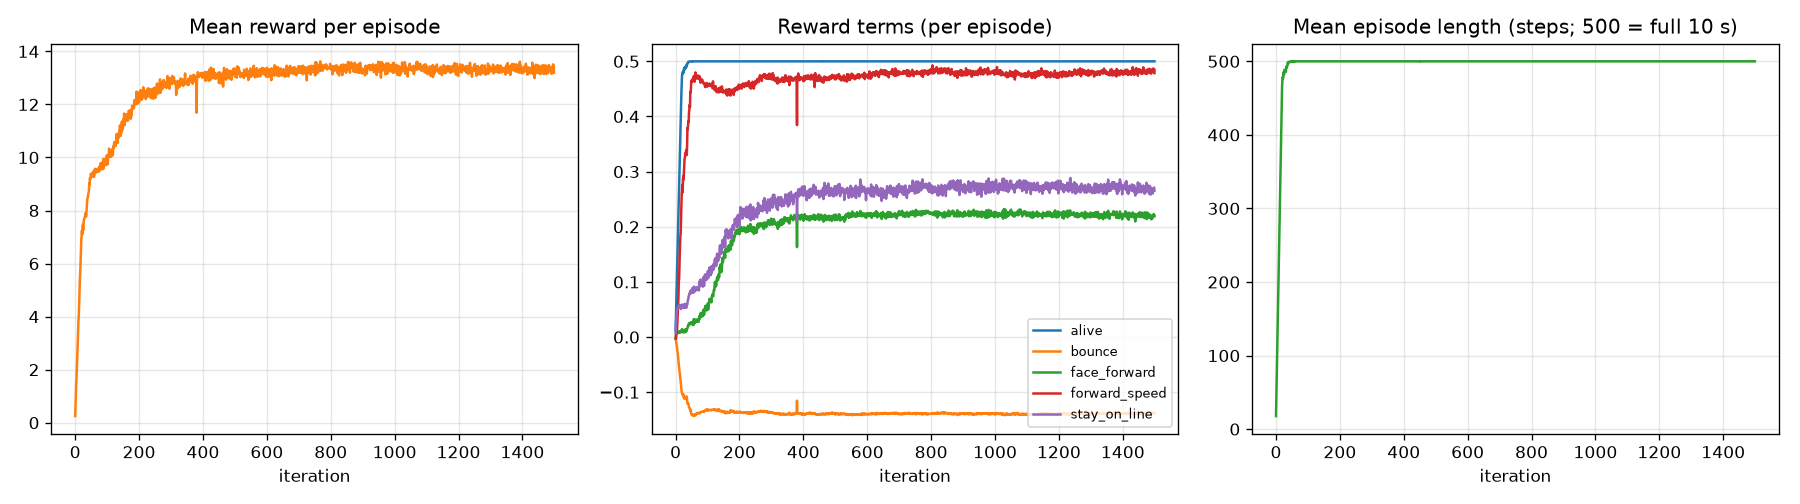 Mean reward per episode
14
12
10
8
6
4
2
0
0 200 400 600 800 1000 1200 1400
iteration
Reward terms (per episode)
0.5
0.4
0.3
0.2
0.1
0.0
−0.1
alive
bounce
face_forward
forward_speed
stay_on_line
0 200 400 600 800 1000 1200 1400
iteration
Mean episode length (steps; 500 = full 10 s)
500
400
300
200
100
0
0 200 400 600 800 1000 1200 1400
iteration